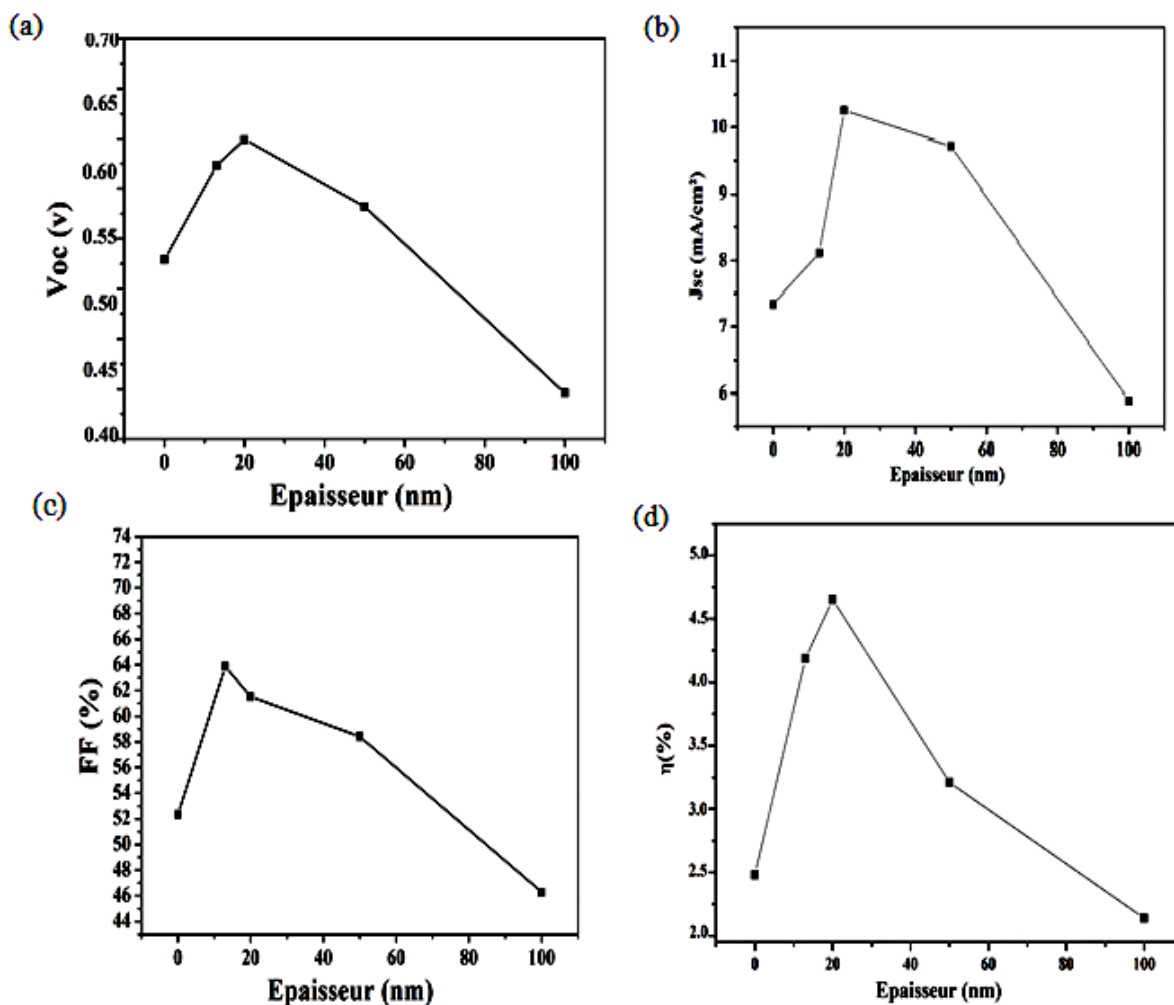 (a)
0.70
0.65
0.60
0.55
0.50
0.45
0.40
Voc (v)
0 20 40 60 80 100
Epaisseur (nm)
(b)
11
10
9
8
7
6
Jsc (mA/cm²)
0 20 40 60 80 100
Epaisseur (nm)
(c)
74
72
70
68
66
64
62
60
58
56
54
52
50
48
46
44
FF (%)
0 20 40 60 80 100
Epaisseur (nm)
(d)
5.0
4.5
4.0
3.5
3.0
2.5
2.0
η(%)
0 20 40 60 80 100
Epaisseur (nm)